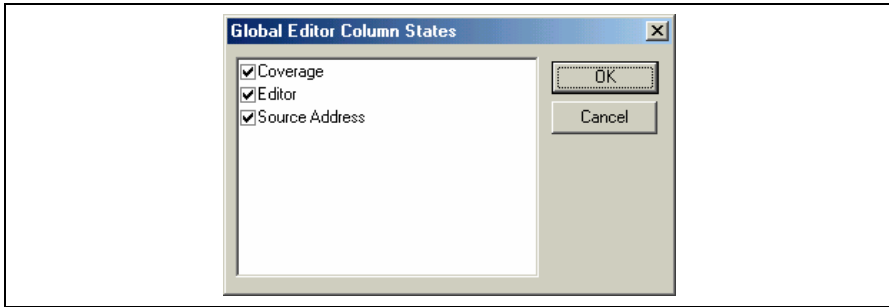 Global Editor Column States
Coverage
Editor
Source Address
OK
Cancel